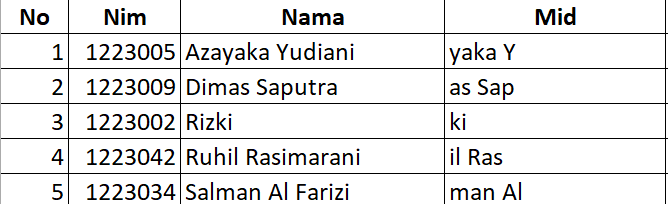 No Nim Nama Mid
1 1223005 Azayaka Yudiani yaka Y
2 1223009 Dimas Saputra as Sap
3 1223002 Rizki ki
4 1223042 Ruhil Rasimarani il Ras
5 1223034 Salman Al Farizi man Al